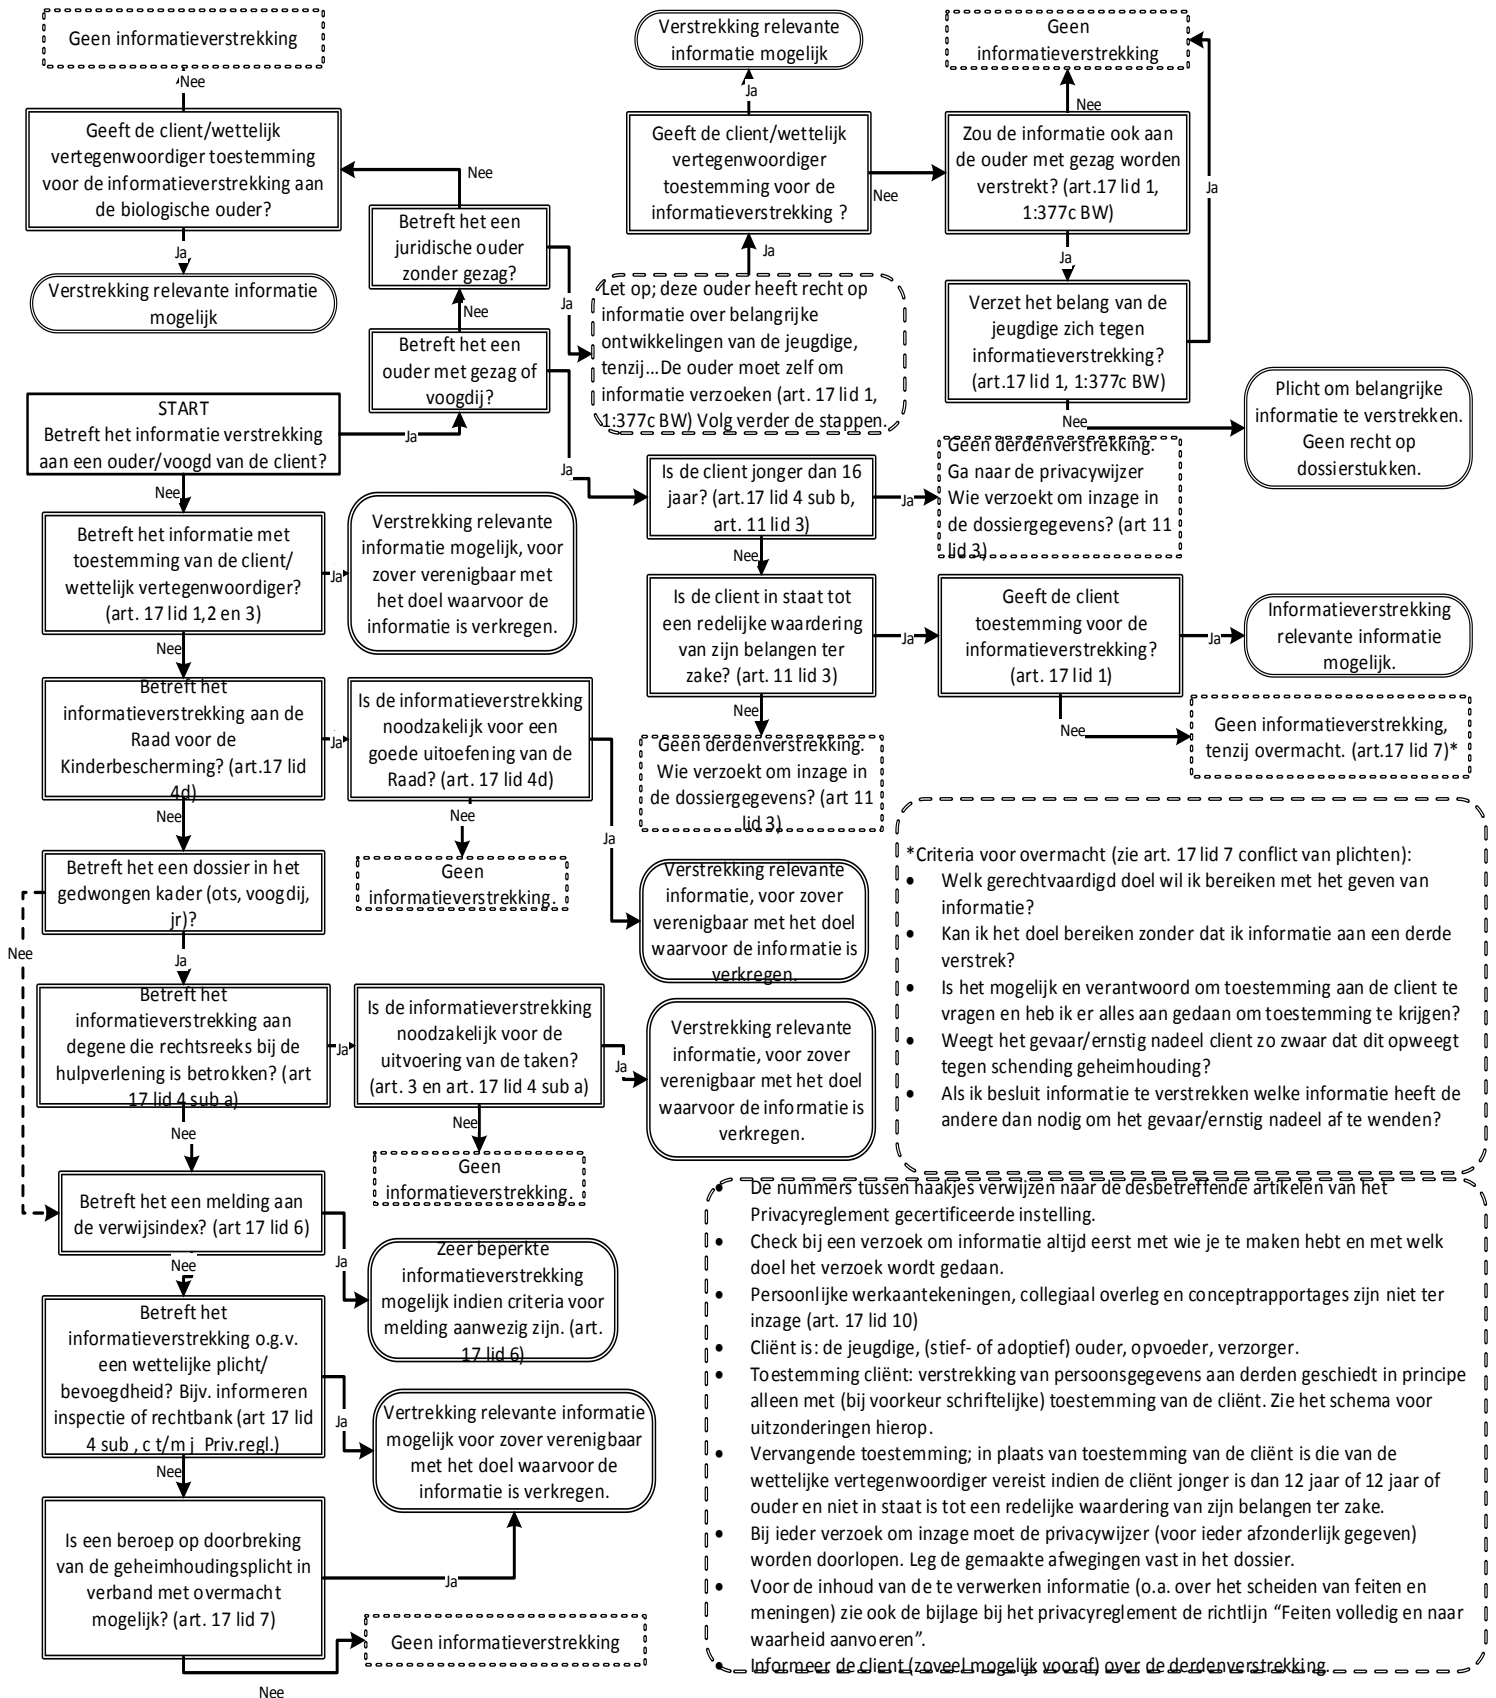 Geen informatieverstrekking
Nee
Geeft de client/wettelijk
vertegenwoordiger toestemming
voor de informatieverstrekking aan
de biologische ouder?
Ja
Verstrekking relevante informatie
mogelijk
Nee
Betreft het een
juridische ouder
zonder gezag?
Ja
Nee
Betreft het een
ouder met gezag of
voogdij?
Ja
START
Betreft het informatie verstrekking
aan een ouder/voogd van de client?
Ja
Nee
Verstrekking relevante
informatie mogelijk
Ja
Geeft de client/wettelijk
vertegenwoordiger
toestemming voor de
informatieverstrekking ?
Nee
Ja
Let op; deze ouder heeft recht op
informatie over belangrijke
ontwikkelingen van de jeugdige,
tenzij...De ouder moet zelf om
informatie verzoeken (art. 17 lid 1,
1:377c BW) Volg verder de stappen.
Geen
informatieverstrekking
Nee
Zou de informatie ook aan
de ouder met gezag worden
verstrekt? (art.17 lid 1,
1:377c BW)
Ja
Ja
Verzet het belang van de
jeugdige zich tegen
informatieverstrekking?
(art.17 lid 1, 1:377c BW)
Nee
Plicht om belangrijke
informatie te verstrekken.
Geen recht op
dossierstukken.
Is de client jonger dan 16
jaar? (art.17 lid 4 sub b,
art. 11 lid 3)
Ja
Geen derdenverstrekking.
Ga naar de privacywijzer
Wie verzoekt om inzage in
de dossiergegevens? (art 11
lid 3)
Nee
Is de client in staat tot
een redelijke waardering
van zijn belangen ter
zake? (art. 11 lid 3)
Ja
Geeft de client
toestemming voor de
informatieverstrekking?
(art. 17 lid 1)
Ja
Informatieverstrekking
relevante informatie
mogelijk.
Nee
Geen derdenverstrekking.
Wie verzoekt om inzage in
de dossiergegevens? (art 11
lid 3)
Nee
Geen informatieverstrekking,
tenzij overmacht. (art.17 lid 7)*
Betreft het informatie met
toestemming van de client/
wettelijk vertegenwoordiger?
(art. 17 lid 1,2 en 3)
Ja
Verstrekking relevante
informatie mogelijk, voor
zover verenigbaar met
het doel waarvoor de
informatie is verkregen.
Nee
Betreft het
informatieverstrekking aan de
Raad voor de
Kinderbescherming? (art.17 lid
4d)
Ja
Is de informatieverstrekking
noodzakelijk voor een
goede uitoefening van de
Raad? (art. 17 lid 4d)
Nee
Geen
informatieverstrekking.
Ja
Verstrekking relevante
informatie, voor zover
verenigbaar met het doel
waarvoor de informatie is
verkregen.
Nee
Betreft het een dossier in het
gedwongen kader (ots, voogdij,
jr)?
Nee
Ja
Betreft het
informatieverstrekking aan
degene die rechtsreeks bij de
hulpverlening is betrokken? (art
17 lid 4 sub a)
Ja
Is de informatieverstrekking
noodzakelijk voor de
uitvoering van de taken?
(art. 3 en art. 17 lid 4 sub a)
Ja
Verstrekking relevante
informatie, voor zover
verenigbaar met het doel
waarvoor de informatie is
verkregen.
Nee
Geen
informatieverstrekking.
Nee
Betreft het een melding aan
de verwijsindex? (art 17 lid 6)
Ja
Zeer beperkte
informatieverstrekking
mogelijk indien criteria voor
melding aanwezig zijn. (art.
17 lid 6)
Nee
Betreft het
informatieverstrekking o.g.v.
een wettelijke plicht/
bevoegdheid? Bijv. informeren
inspectie of rechtbank (art 17 lid
4 sub , c t/m j Priv.regl.)
Ja
Vertrekking relevante informatie
mogelijk voor zover verenigbaar
met het doel waarvoor de
informatie is verkregen.
Nee
Is een beroep op doorbreking
van de geheimhoudingsplicht in
verband met overmacht
mogelijk? (art. 17 lid 7)
Ja
Nee
Geen informatieverstrekking
*Criteria voor overmacht (zie art. 17 lid 7 conflict van plichten):
• Welk gerechtvaardigd doel wil ik bereiken met het geven van
informatie?
• Kan ik het doel bereiken zonder dat ik informatie aan een derde
verstrek?
• Is het mogelijk en verantwoord om toestemming aan de client te
vragen en heb ik er alles aan gedaan om toestemming te krijgen?
• Weegt het gevaar/ernstig nadeel client zo zwaar dat dit opweegt
tegen schending geheimhouding?
• Als ik besluit informatie te verstrekken welke informatie heeft de
andere dan nodig om het gevaar/ernstig nadeel af te wenden?
• De nummers tussen haakjes verwijzen naar de desbetreffende artikelen van het
Privacyreglement gecertificeerde instelling.
• Check bij een verzoek om informatie altijd eerst met wie je te maken hebt en met welk
doel het verzoek wordt gedaan.
• Persoonlijke werkaantekeningen, collegiaal overleg en conceptrapportages zijn niet ter
inzage (art. 17 lid 10)
• Cliënt is: de jeugdige, (stief- of adoptief) ouder, opvoeder, verzorger.
• Toestemming cliënt: verstrekking van persoonsgegevens aan derden geschiedt in principe
alleen met (bij voorkeur schriftelijke) toestemming van de cliënt. Zie het schema voor
uitzonderingen hierop.
• Vervangende toestemming; in plaats van toestemming van de cliënt is die van de
wettelijke vertegenwoordiger vereist indien de cliënt jonger is dan 12 jaar of 12 jaar of
ouder en niet in staat is tot een redelijke waardering van zijn belangen ter zake.
• Bij ieder verzoek om inzage moet de privacywijzer (voor ieder afzonderlijk gegeven)
worden doorlopen. Leg de gemaakte afwegingen vast in het dossier.
• Voor de inhoud van de te verwerken informatie (o.a. over het scheiden van feiten en
meningen) zie ook de bijlage bij het privacyreglement de richtlijn “Feiten volledig en naar
waarheid aanvoeren”.
• Informeer de client (zoveel mogelijk vooraf) over de derdenverstrekking.